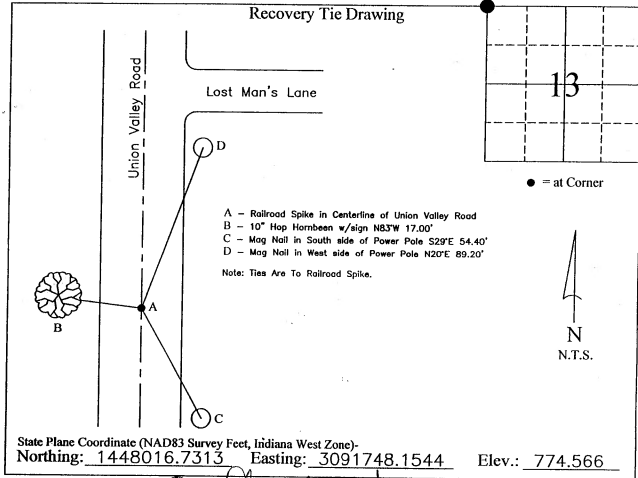 Recovery Tie Drawing
Union Valley Road
Lost Man's Lane
13
D
● = at Corner
A – Railroad Spike in Centerline of Union Valley Road
B – 10" Hop Hornbeen w/sign N83°W 17.00'
C – Mag Nail in South side of Power Pole S29°E 54.40'
D – Mag Nail in West side of Power Pole N20°E 89.20'
Note: Ties Are To Railroad Spike.
A
B
N
N.T.S.
C
State Plane Coordinate (NAD83 Survey Feet, Indiana West Zone)-
Northing: 1448016.7313 Easting: 3091748.1544 Elev.: 774.566